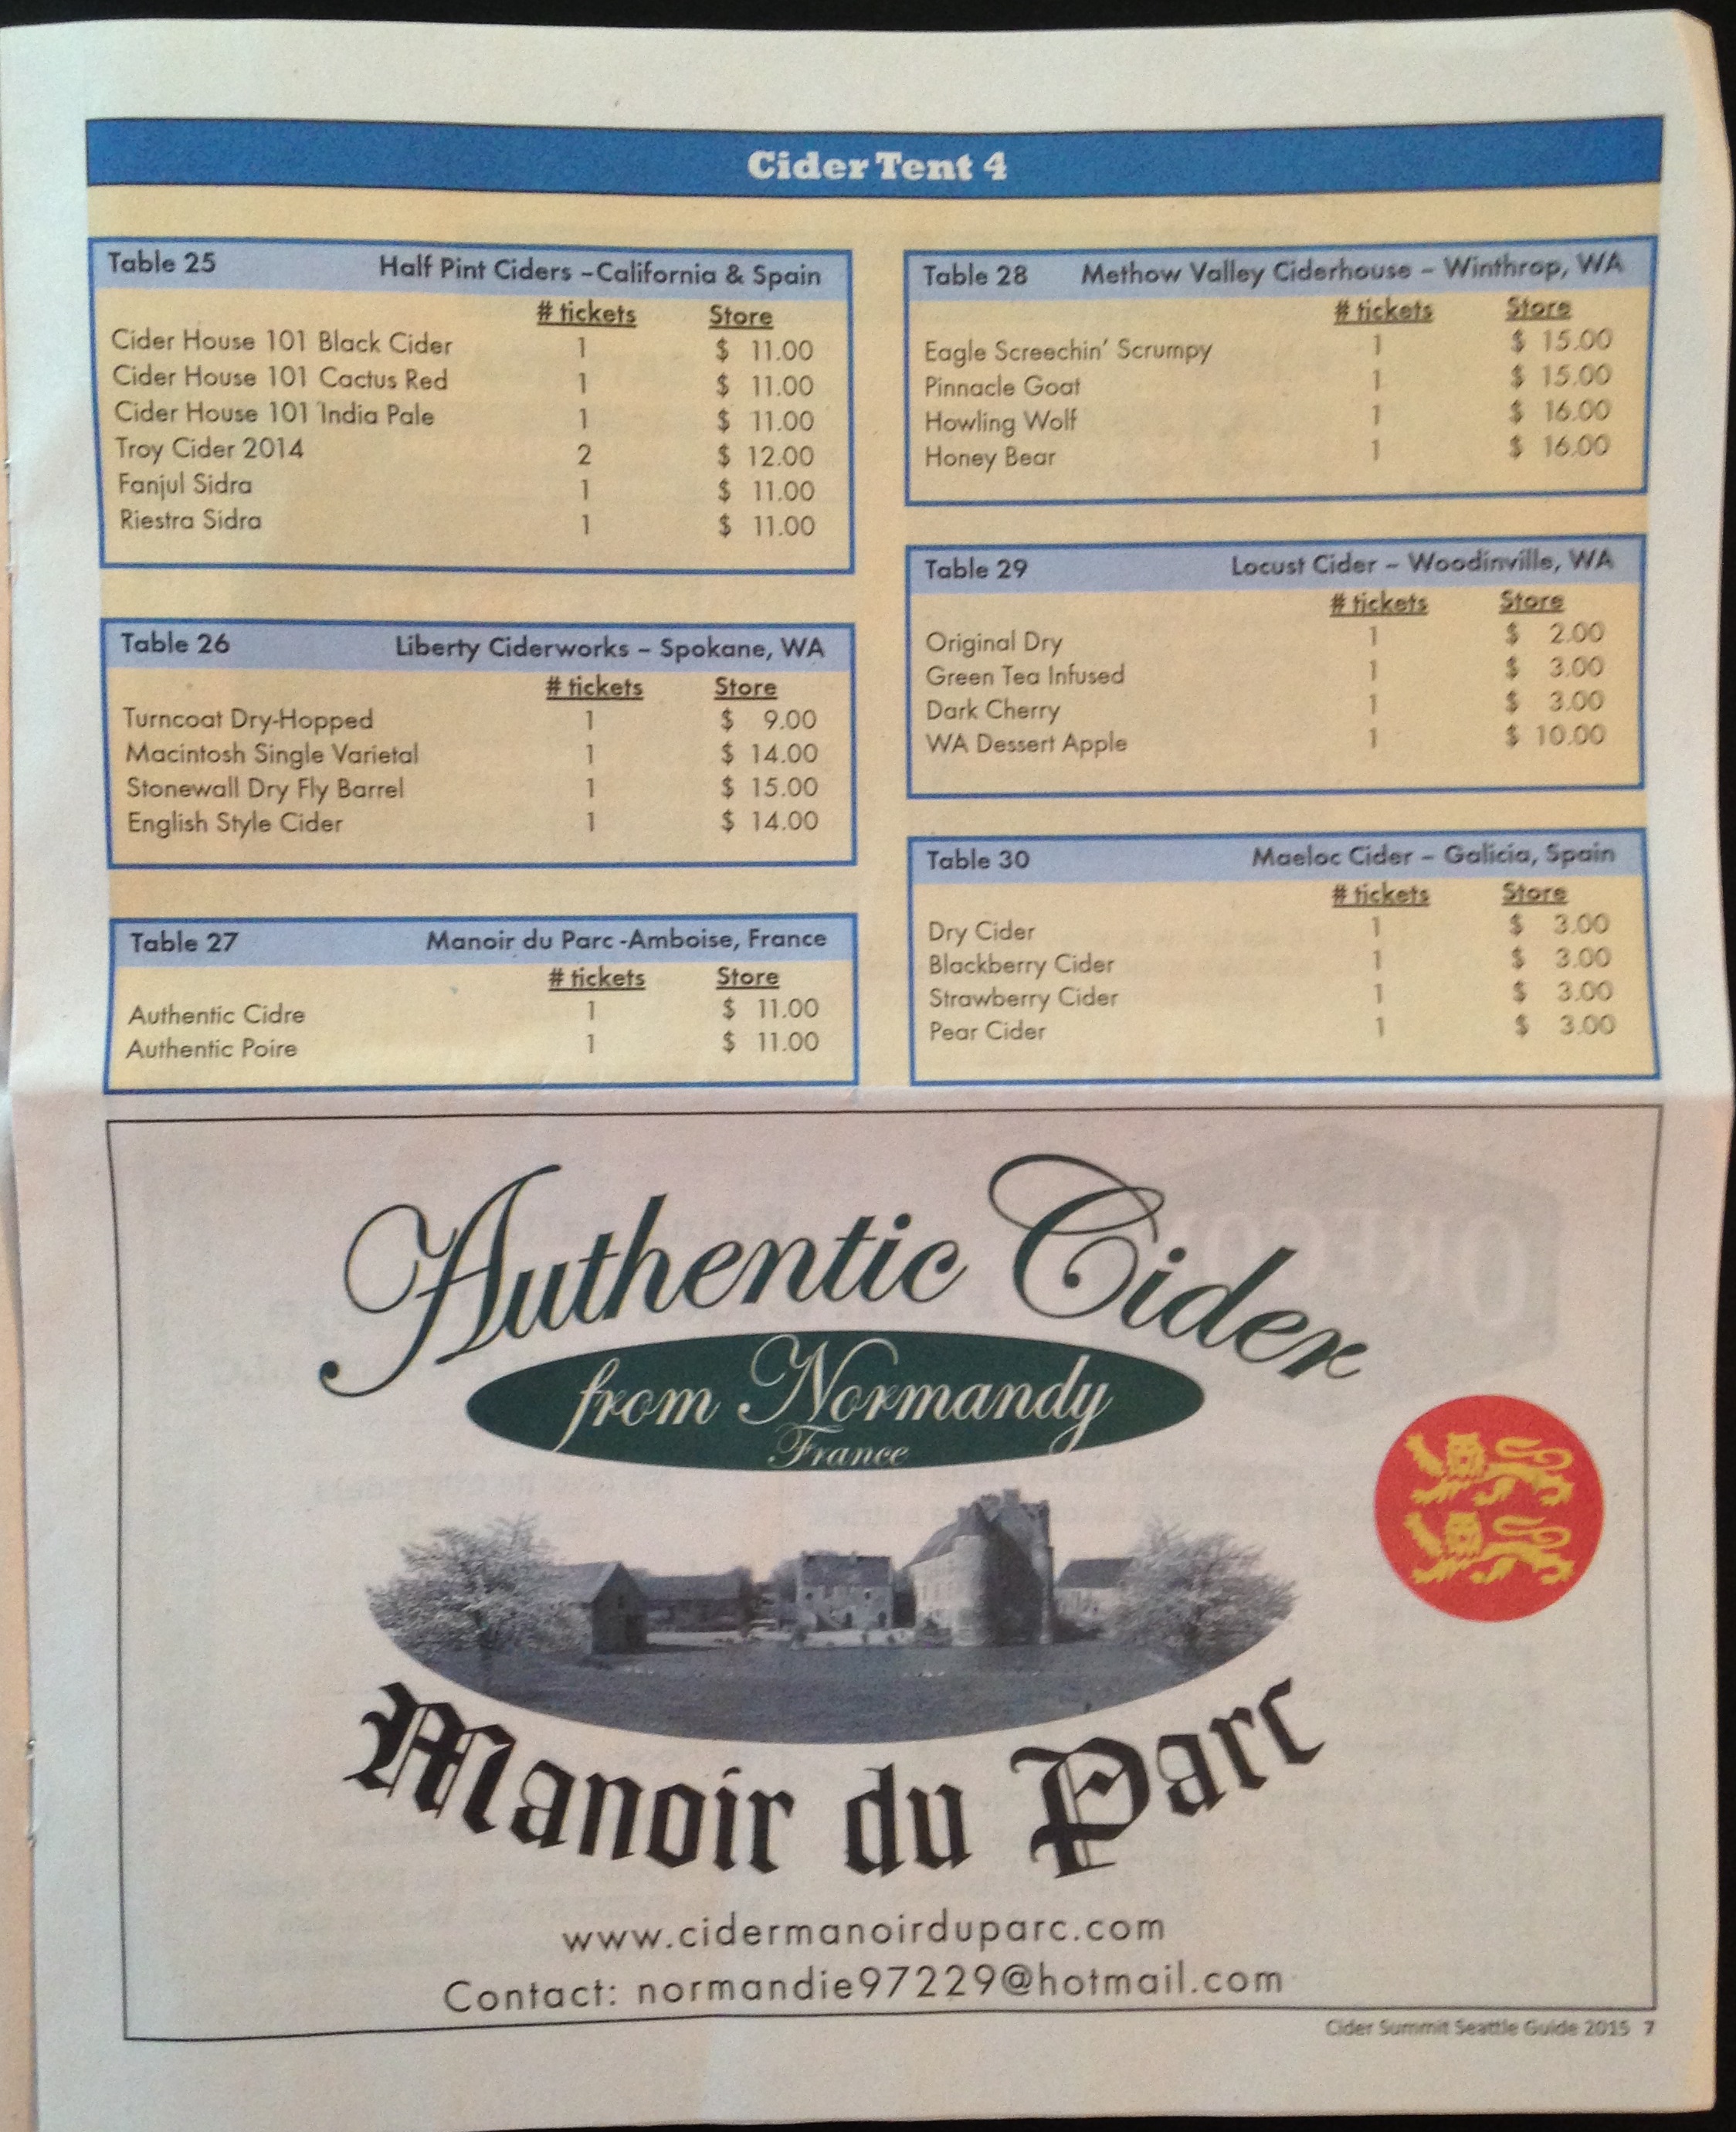 Cider Tent 4
Table 25 Half Pint Ciders –California & Spain
# tickets Store
Cider House 101 Black Cider 1 $ 11.00
Cider House 101 Cactus Red 1 $ 11.00
Cider House 101 India Pale 1 $ 11.00
Troy Cider 2014 2 $ 12.00
Fanjul Sidra 1 $ 11.00
Riestra Sidra 1 $ 11.00
Table 26 Liberty Ciderworks – Spokane, WA
# tickets Store
Turncoat Dry-Hopped 1 $ 9.00
Macintosh Single Varietal 1 $ 14.00
Stonewall Dry Fly Barrel 1 $ 15.00
English Style Cider 1 $ 14.00
Table 27 Manoir du Parc -Amboise, France
# tickets Store
Authentic Cidre 1 $ 11.00
Authentic Poire 1 $ 11.00
Table 28 Methow Valley Ciderhouse – Winthrop, WA
# tickets Store
Eagle Screechin' Scrumpy 1 $ 15.00
Pinnacle Goat 1 $ 15.00
Howling Wolf 1 $ 16.00
Honey Bear 1 $ 16.00
Table 29 Locust Cider – Woodinville, WA
# tickets Store
Original Dry 1 $ 2.00
Green Tea Infused 1 $ 3.00
Dark Cherry 1 $ 3.00
WA Dessert Apple 1 $ 10.00
Table 30 Maeloc Cider – Galicia, Spain
# tickets Store
Dry Cider 1 $ 3.00
Blackberry Cider 1 $ 3.00
Strawberry Cider 1 $ 3.00
Pear Cider 1 $ 3.00
Authentic Cider
from Normandy
France
Manoir du Parc
www.cidermanoirduparc.com
Contact: normandie97229@hotmail.com
Cider Summit Seattle Guide 2015 7